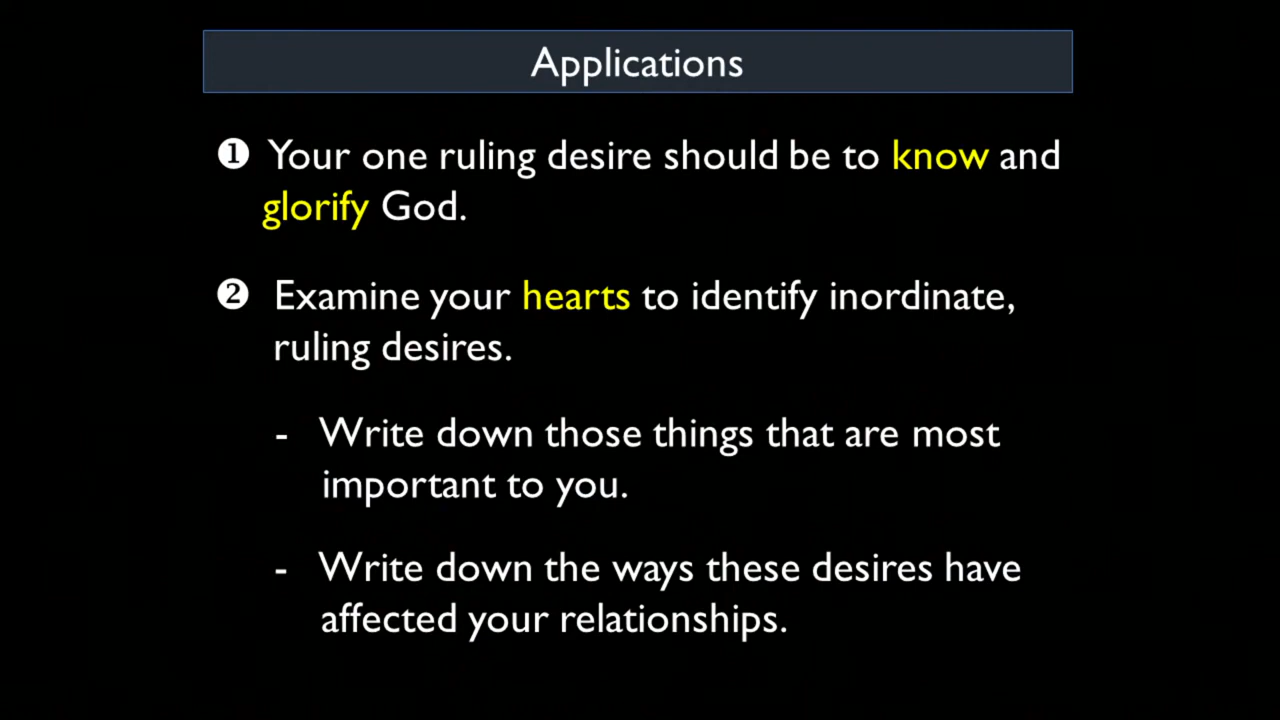 Applications
❶ Your one ruling desire should be to know and
glorify God.
❷ Examine your hearts to identify inordinate,
ruling desires.
- Write down those things that are most
important to you.
- Write down the ways these desires have
affected your relationships.